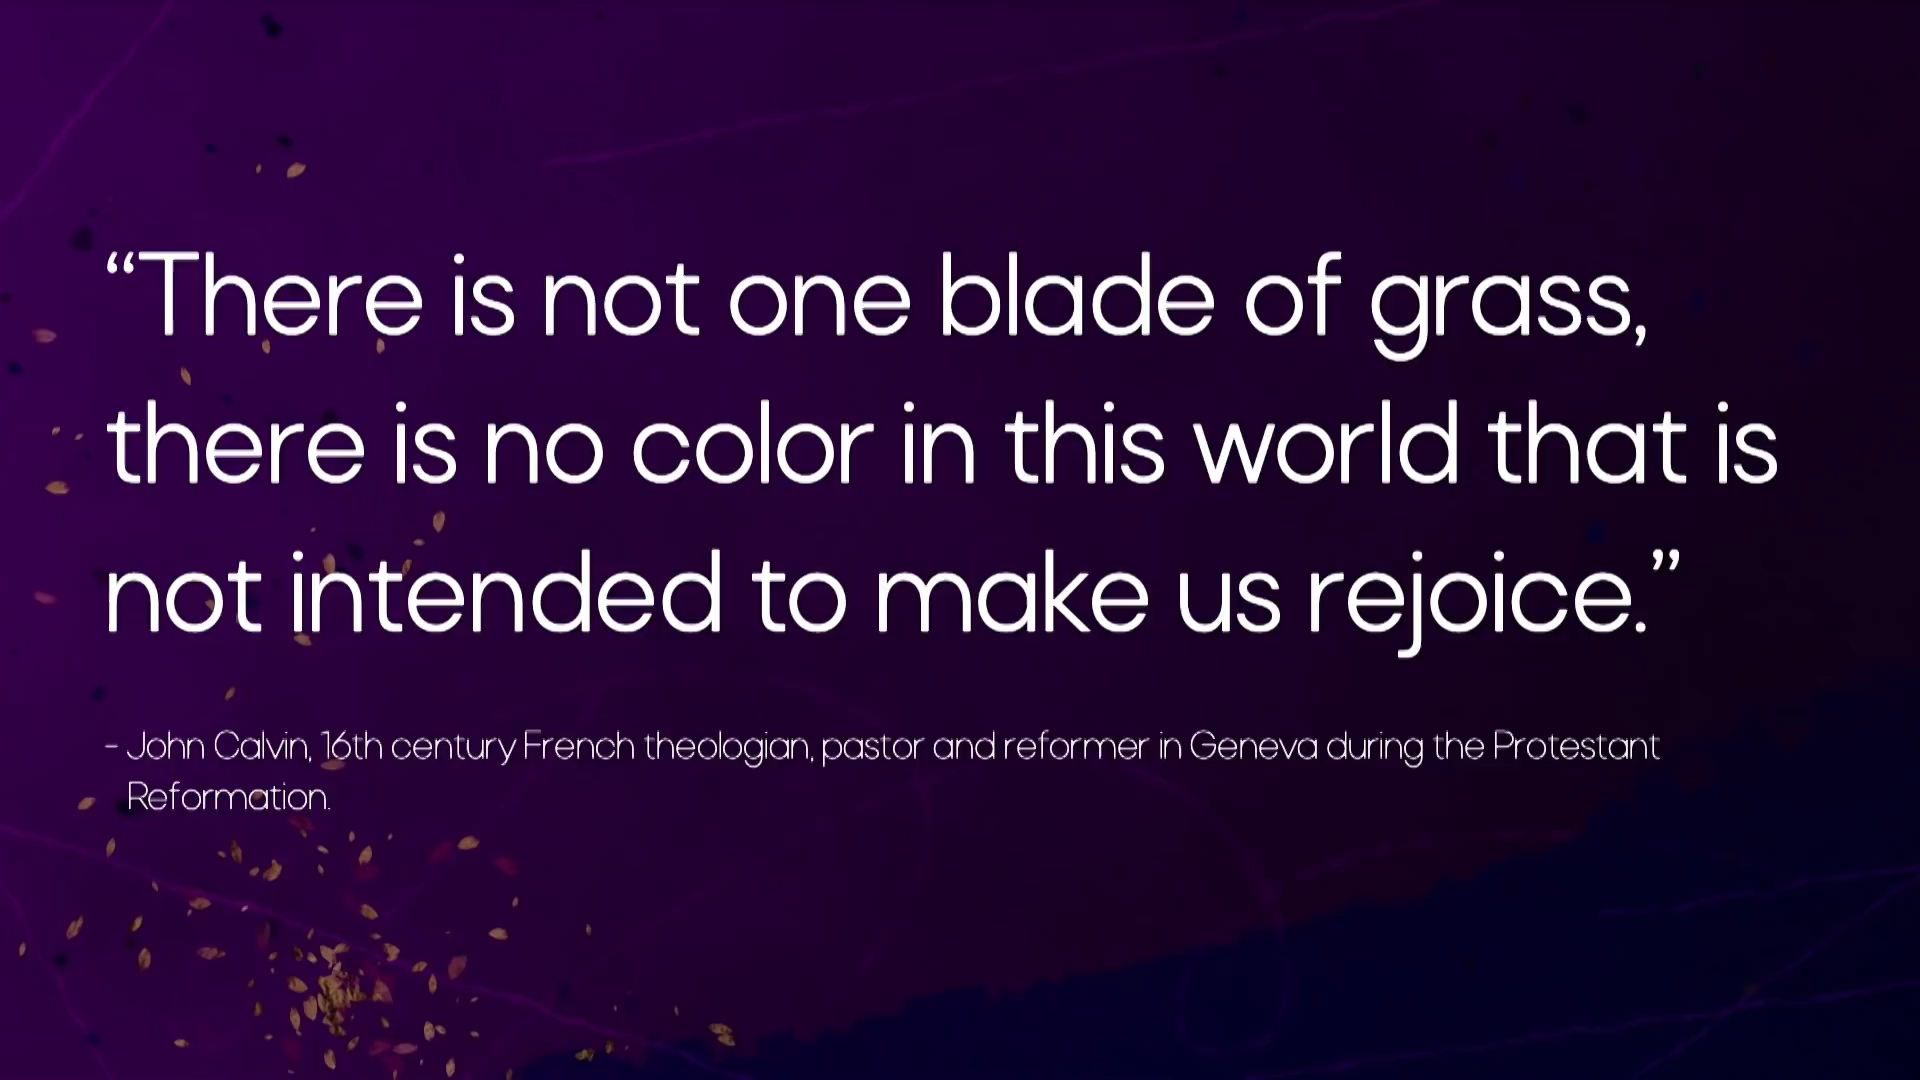 “There is not one blade of grass,
there is no color in this world that is
not intended to make us rejoice.”
- John Calvin, 16th century French theologian, pastor and reformer in Geneva during the Protestant
Reformation.